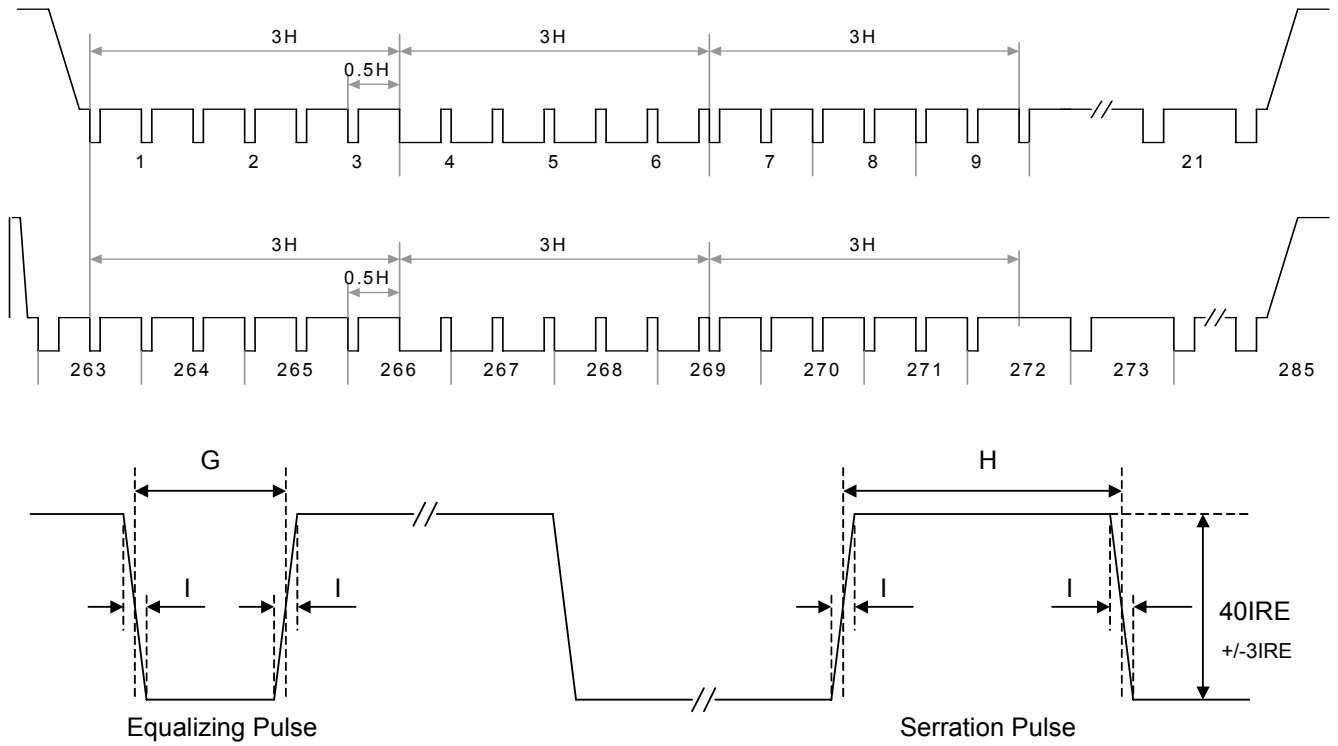 3H 3H 3H
0.5H
1 2 3 4 5 6 7 8 9 21
3H 3H 3H
0.5H
263 264 265 266 267 268 269 270 271 272 273 285
G H
I I I I
40IRE
+/-3IRE
Equalizing Pulse Serration Pulse